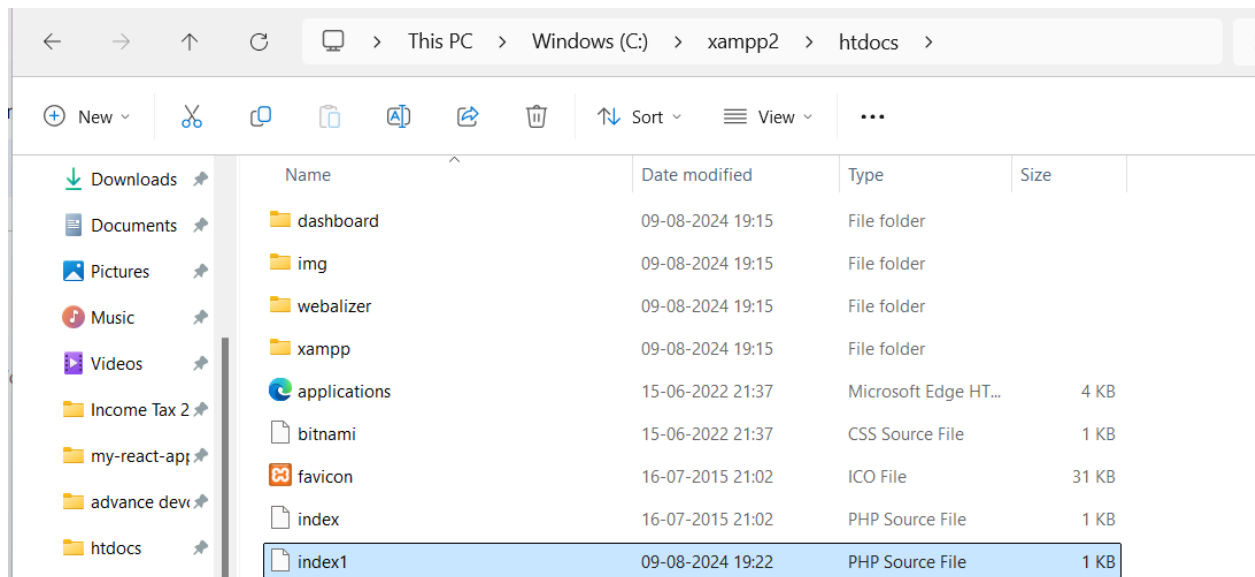 This PC > Windows (C:) > xampp2 > htdocs >
New Sort View ...
Name Date modified Type Size
Downloads
Documents
Pictures
Music
Videos
Income Tax 2
my-react-app
advance deve
htdocs
dashboard 09-08-2024 19:15 File folder
img 09-08-2024 19:15 File folder
webalizer 09-08-2024 19:15 File folder
xampp 09-08-2024 19:15 File folder
applications 15-06-2022 21:37 Microsoft Edge HT... 4 KB
bitnami 15-06-2022 21:37 CSS Source File 1 KB
favicon 16-07-2015 21:02 ICO File 31 KB
index 16-07-2015 21:02 PHP Source File 1 KB
index1 09-08-2024 19:22 PHP Source File 1 KB